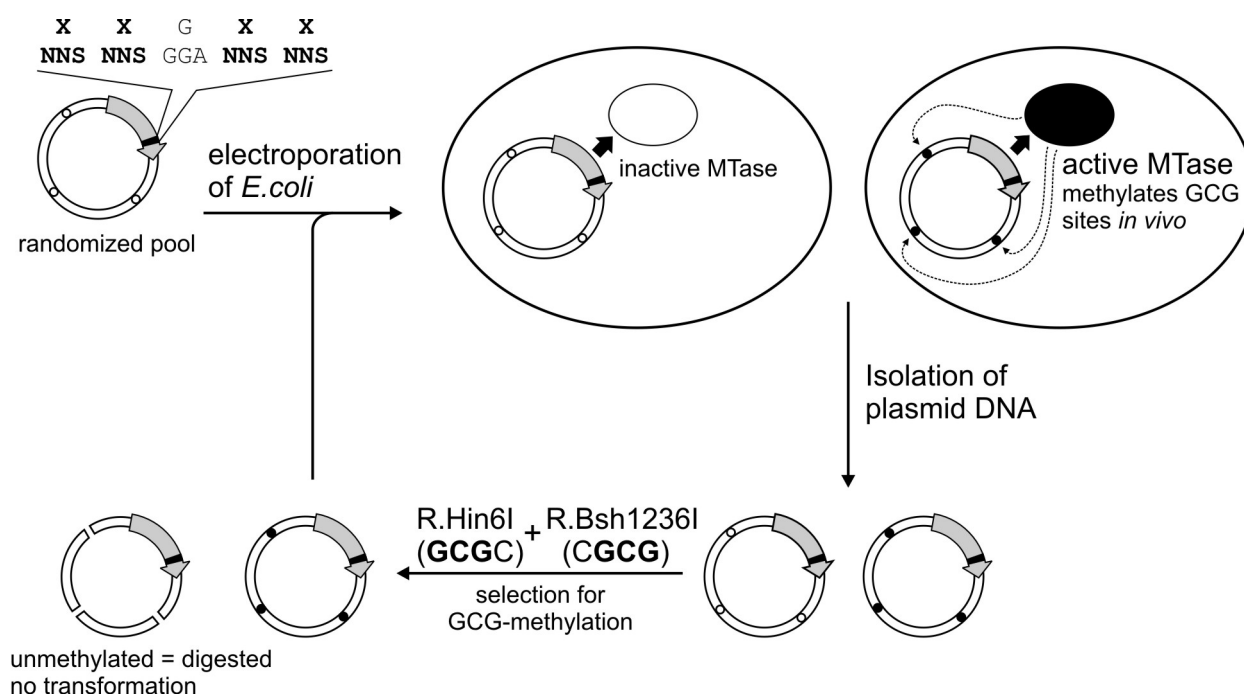 X X G X X
NNS NNS GGA NNS NNS
randomized pool
electroporation
of E.coli
inactive MTase
active MTase
methylates GCG
sites in vivo
Isolation of
plasmid DNA
R.Hin6I + R.Bsh1236I
(GCGC) (CGCG)
selection for
GCG-methylation
unmethylated = digested
no transformation